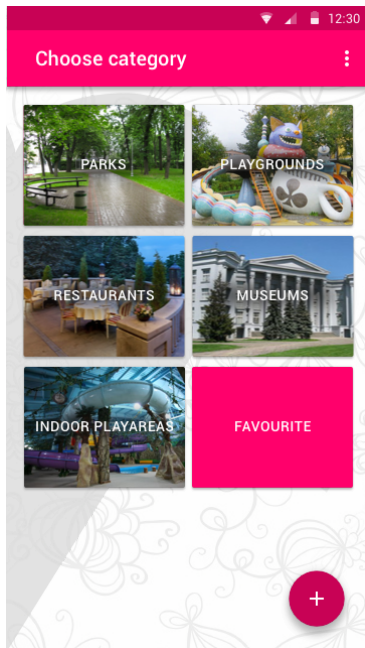 12:30
Choose category
PARKS
PLAYGROUNDS
RESTAURANTS
MUSEUMS
INDOOR PLAYAREAS
FAVOURITE